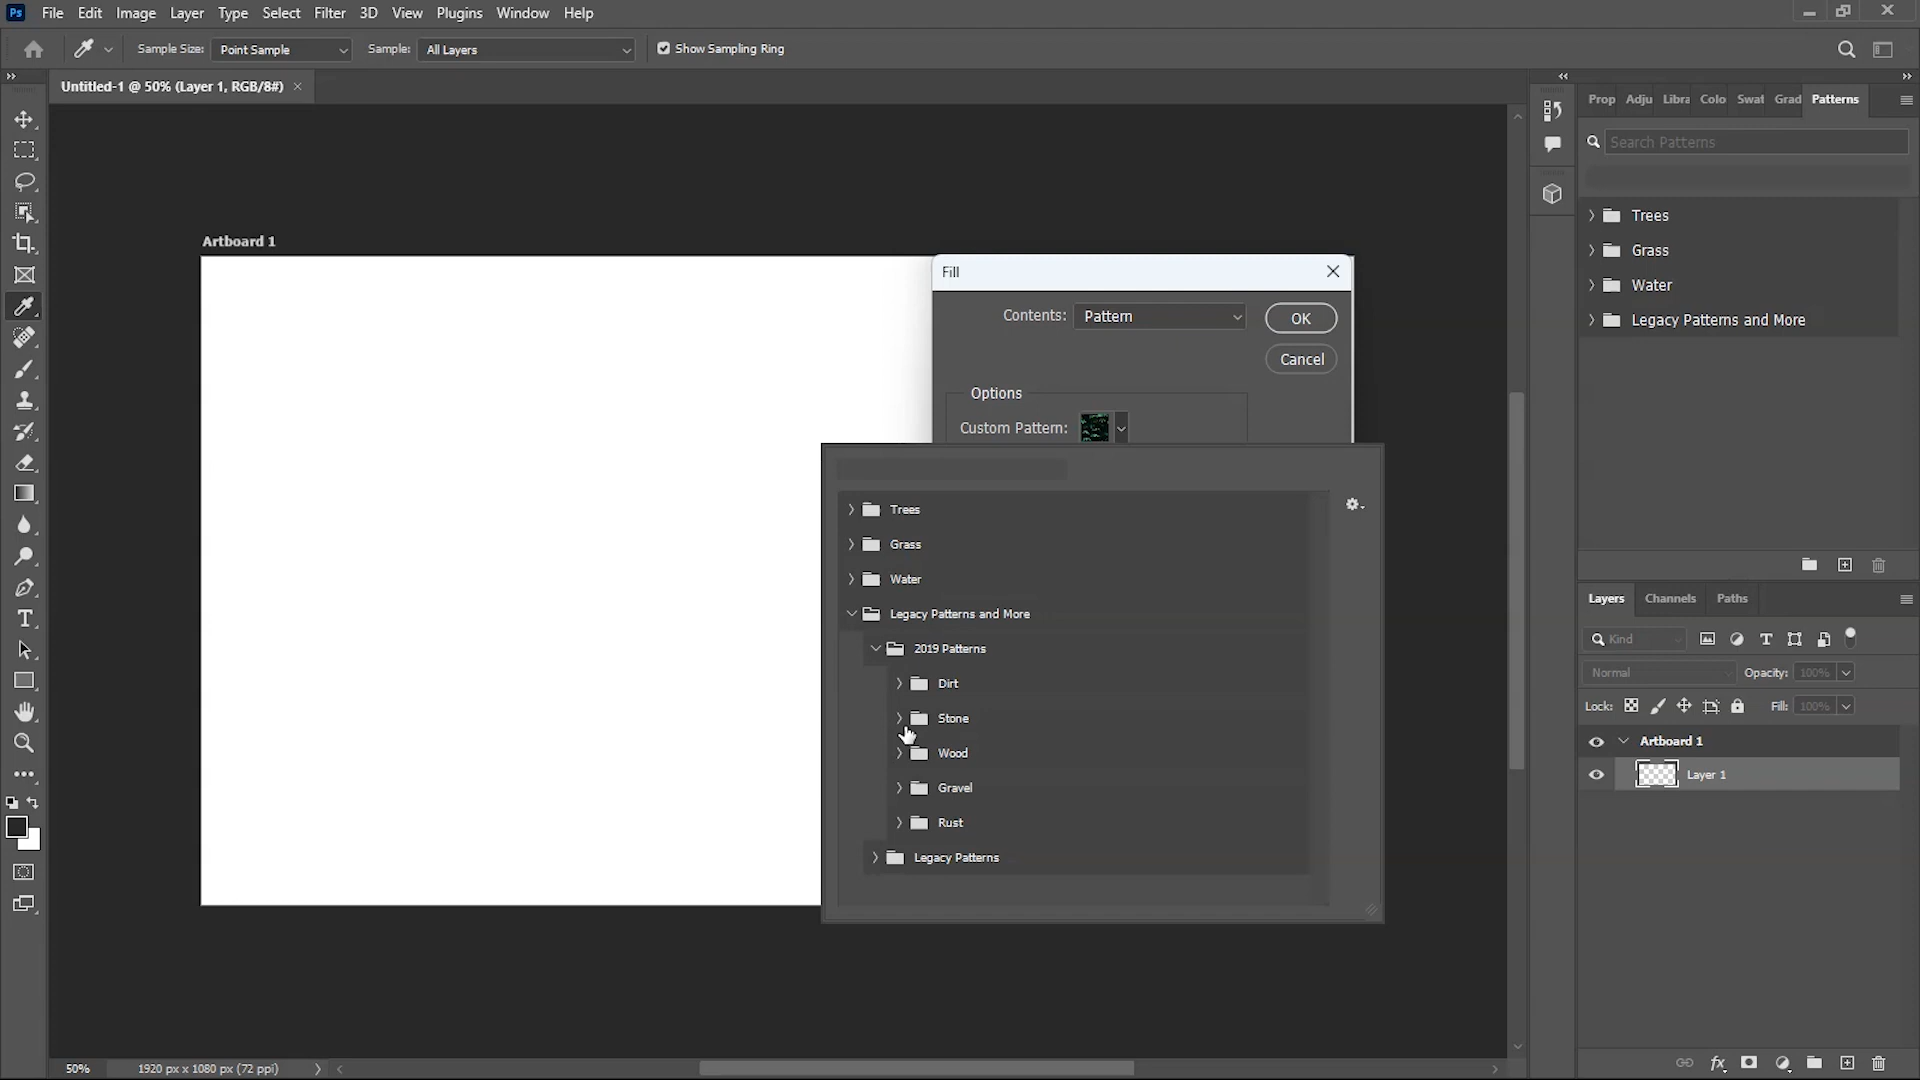 Ps File Edit Image Layer Type Select Filter 3D View Plugins Window Help
Sample Size: Point Sample Sample: All Layers Show Sampling Ring
Untitled-1 @ 50% (Layer 1, RGB/8#)
Prop Adju Libra Colo Swat Grad Patterns
Search Patterns
Trees
Grass
Water
Legacy Patterns and More
Artboard 1
Fill
Contents: Pattern
OK
Cancel
Options
Custom Pattern:
Trees
Grass
Water
Legacy Patterns and More
2019 Patterns
Dirt
Stone
Wood
Gravel
Rust
Legacy Patterns
Layers Channels Paths
Kind
Normal Opacity: 100%
Lock: Fill: 100%
Artboard 1
Layer 1
50% 1920 px x 1080 px (72 ppi)